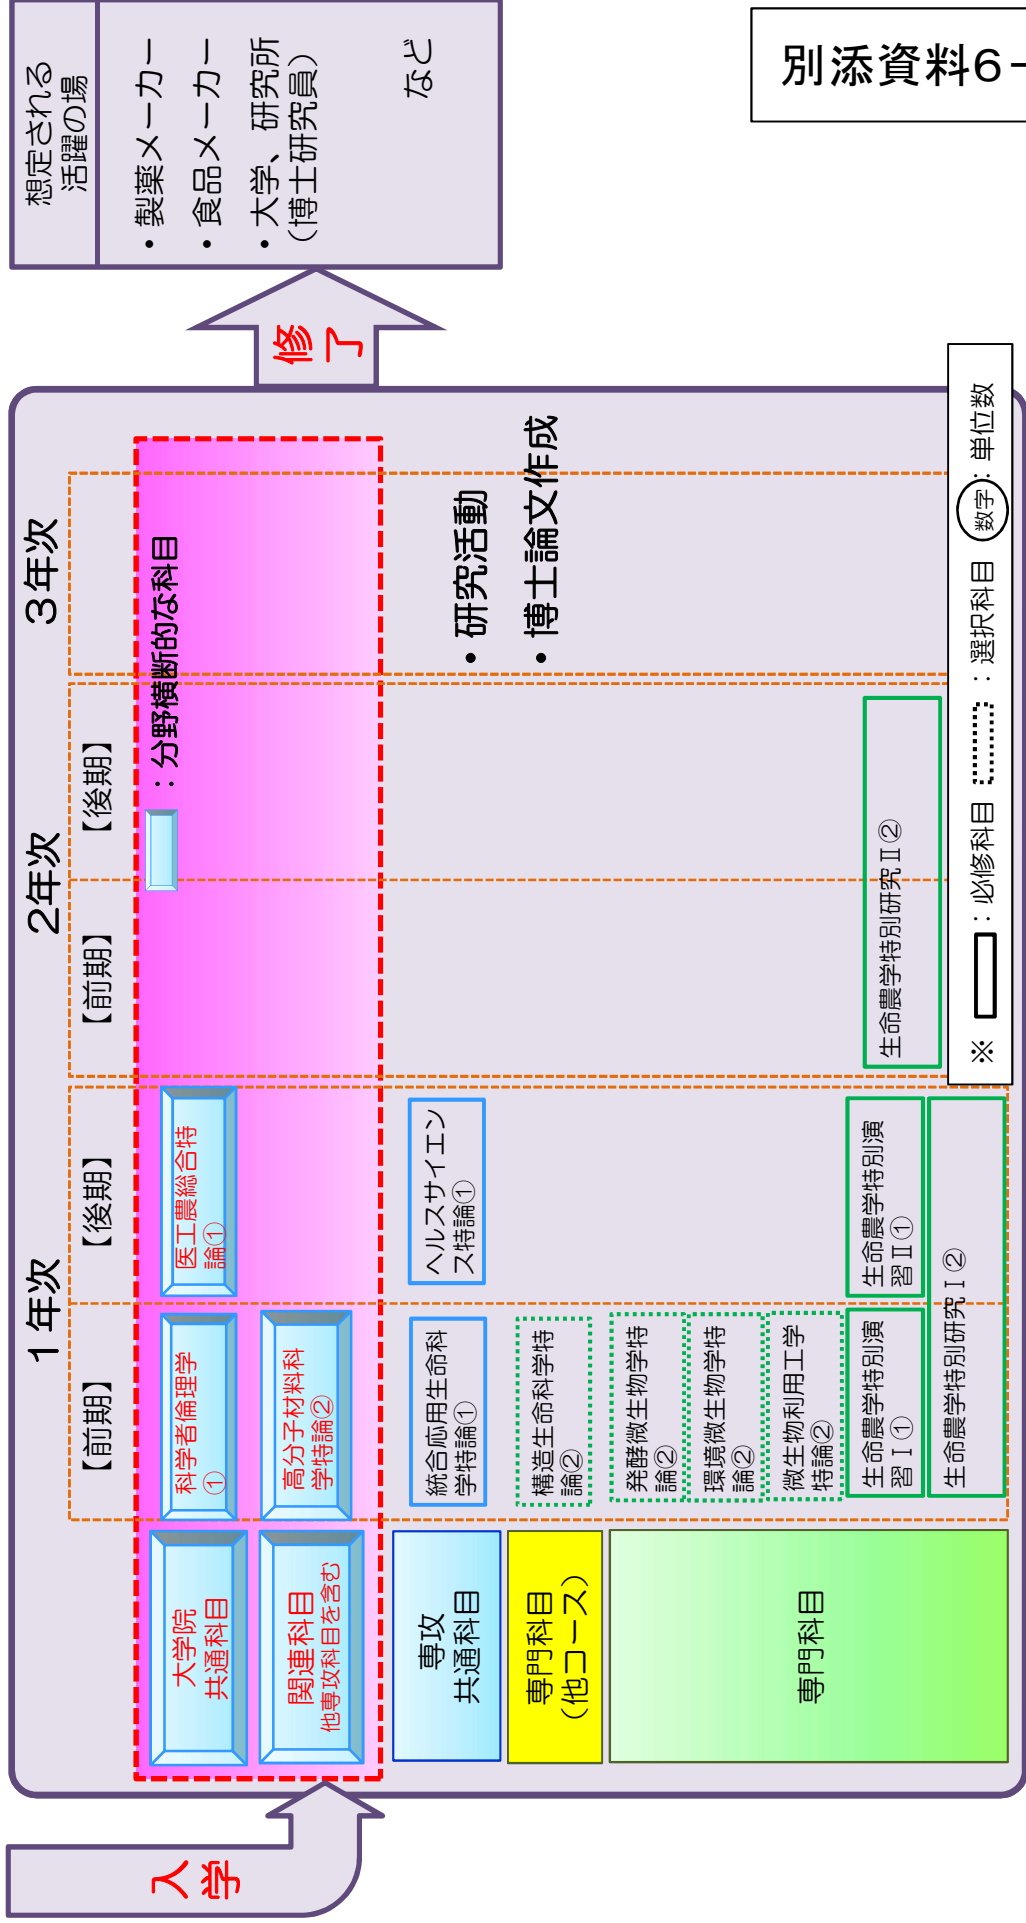 別添資料6-
入
学
1年次
2年次
3年次
【前期】
【後期】
【前期】
【後期】
大学院
共通科目
科学者倫理学
①
医工農総合特
論①
：分野横断的な科目
関連科目
他専攻科目を含む
高分子材料科
学特論②
専攻
共通科目
統合応用生命科
学特論①
ヘルスサイエン
ス特論①
・研究活動
・博士論文作成
専門科目
（他コース）
構造生命科学特
論②
専門科目
発酵微生物学特
論②
環境微生物学特
論②
微生物利用工学
特論②
生命農学特別演
習Ⅰ①
生命農学特別演
習Ⅱ①
生命農学特別研究Ⅰ②
生命農学特別研究Ⅱ②
※ ：必修科目 ：選択科目 数字：単位数
修
了
想定される
活躍の場
・製薬メーカー
・食品メーカー
・大学、研究所
（博士研究員）
など